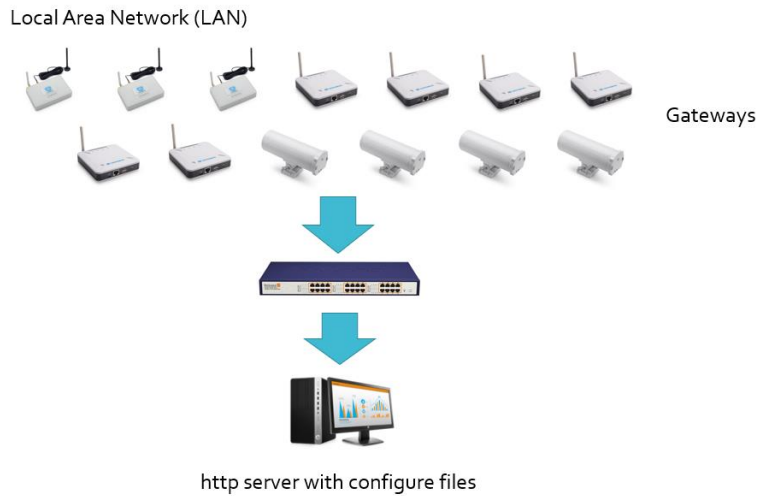 Local Area Network (LAN)
Gateways
http server with configure files